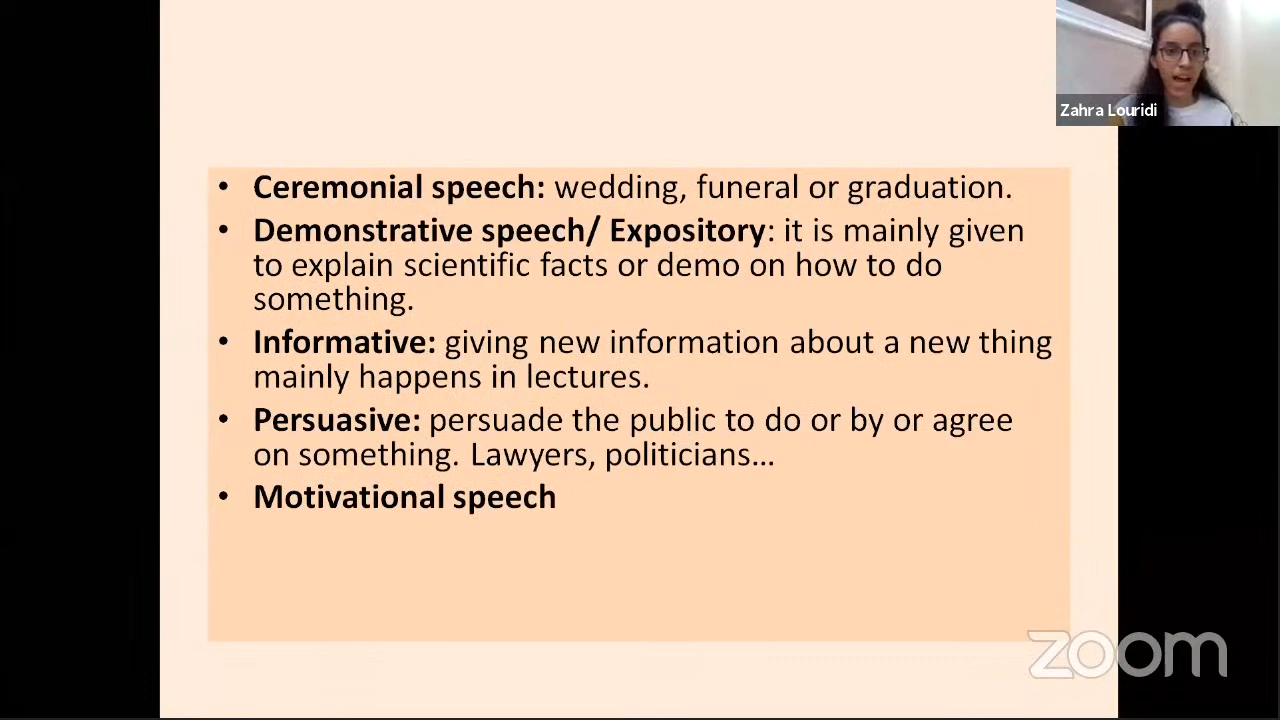 Zahra Louridi
• Ceremonial speech: wedding, funeral or graduation.
• Demonstrative speech/ Expository: it is mainly given
to explain scientific facts or demo on how to do
something.
• Informative: giving new information about a new thing
mainly happens in lectures.
• Persuasive: persuade the public to do or by or agree
on something. Lawyers, politicians...
• Motivational speech
zoom